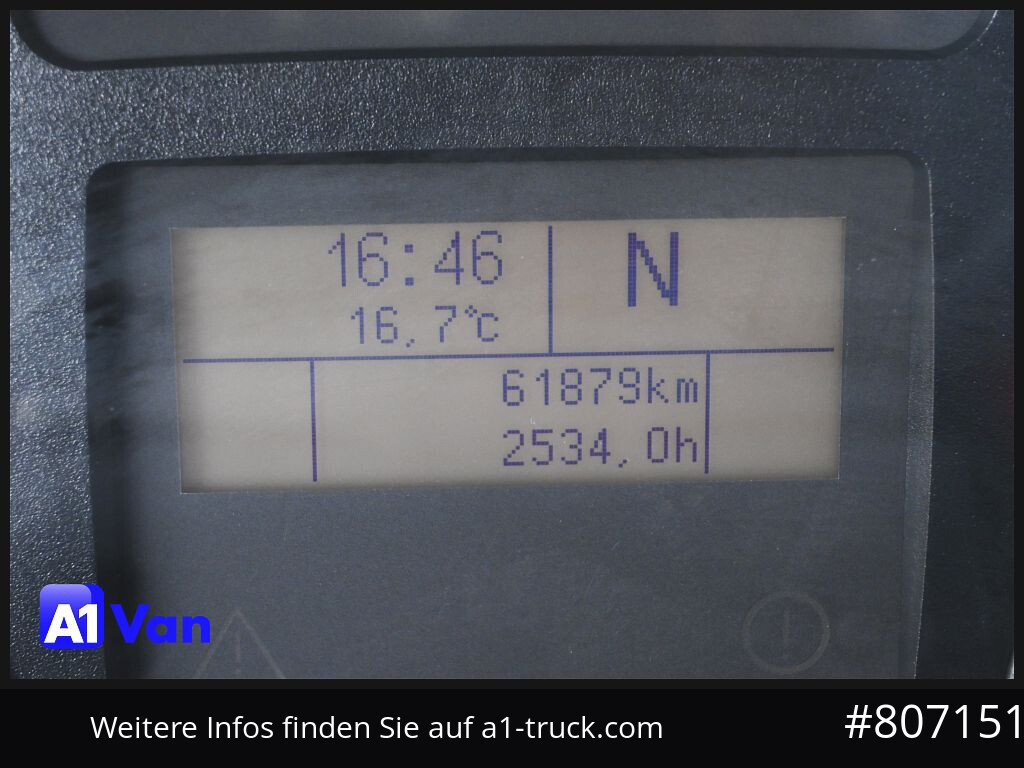 16:46 N
16,7°C
61879km
2534,0h
A1 Van
Weitere Infos finden Sie auf a1-truck.com
#807151